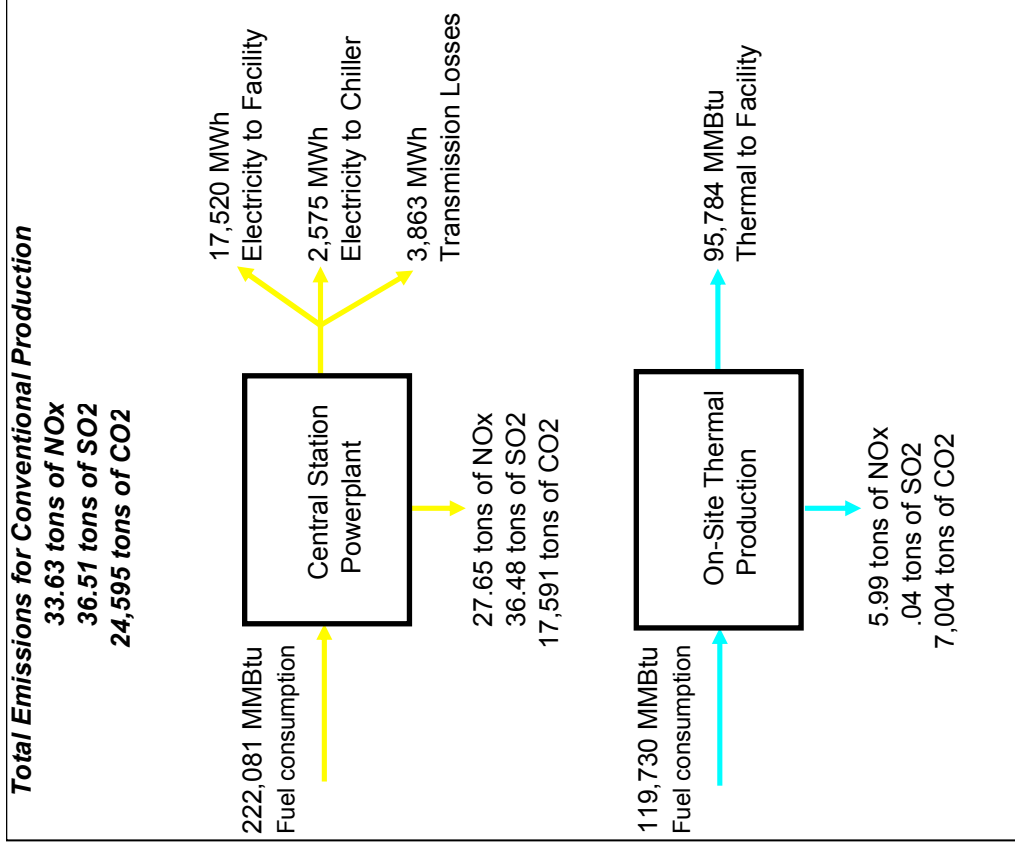 Total Emissions for Conventional Production
33.63 tons of NOx
36.51 tons of SO2
24,595 tons of CO2
222,081 MMBtu
Fuel consumption
Central Station
Powerplant
17,520 MWh
Electricity to Facility
2,575 MWh
Electricity to Chiller
3,863 MWh
Transmission Losses
27.65 tons of NOx
36.48 tons of SO2
17,591 tons of CO2
119,730 MMBtu
Fuel consumption
On-Site Thermal
Production
95,784 MMBtu
Thermal to Facility
5.99 tons of NOx
.04 tons of SO2
7,004 tons of CO2